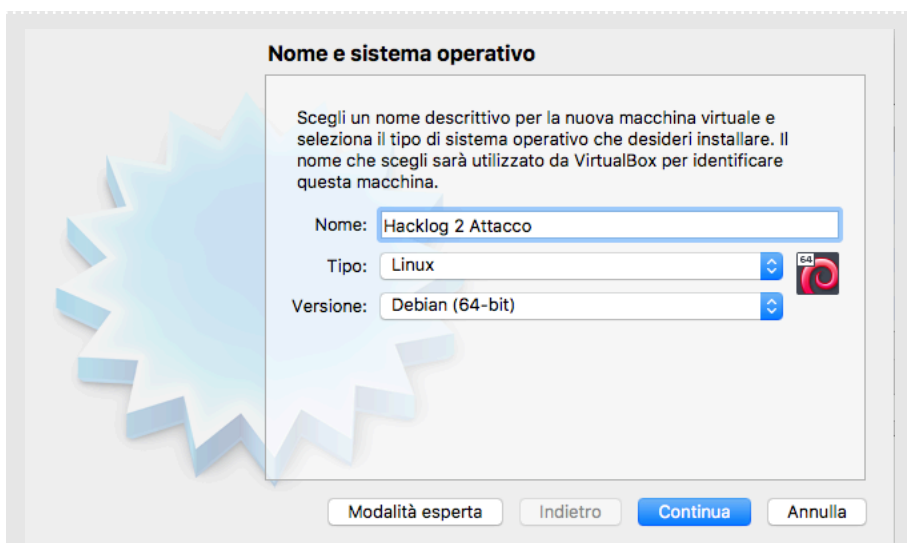 Nome e sistema operativo
Scegli un nome descrittivo per la nuova macchina virtuale e
seleziona il tipo di sistema operativo che desideri installare. Il
nome che scegli sarà utilizzato da VirtualBox per identificare
questa macchina.
Nome: Hacklog 2 Attacco
Tipo: Linux
64
Versione: Debian (64-bit)
Modalità esperta Indietro Continua Annulla